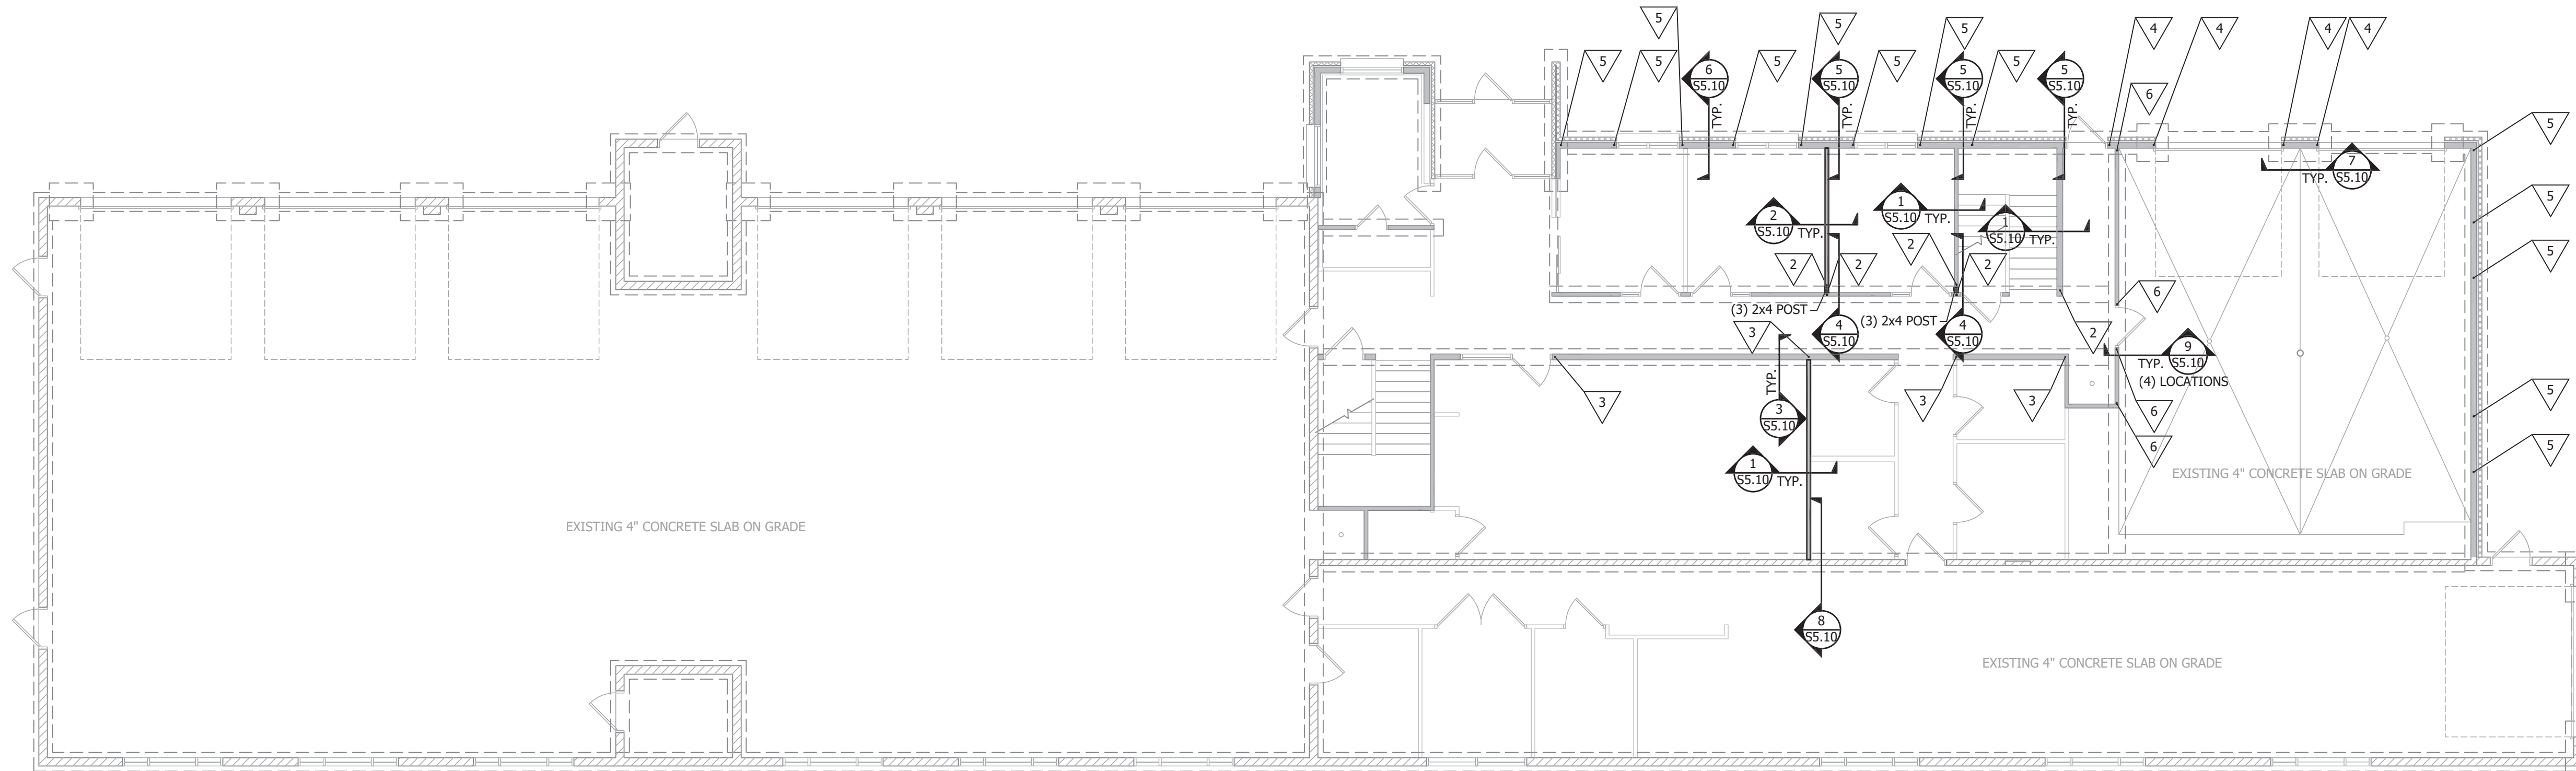 5
5
5
4
4
4
4
5
5
6
S5.10
TYP.
5
5
S5.10
TYP.
5
5
S5.10
TYP.
5
5
S5.10
TYP.
6
5
7
S5.10
TYP.
5
2
S5.10
TYP.
1
S5.10
TYP.
1
S5.10
TYP.
2
5
2
2
2
6
(3) 2x4 POST
(3) 2x4 POST
3
4
S5.10
4
S5.10
2
9
S5.10
TYP.
(4) LOCATIONS
TYP.
3
S5.10
3
3
3
6
5
6
5
1
S5.10
TYP.
EXISTING 4" CONCRETE SLAB ON GRADE
EXISTING 4" CONCRETE SLAB ON GRADE
8
S5.10
EXISTING 4" CONCRETE SLAB ON GRADE